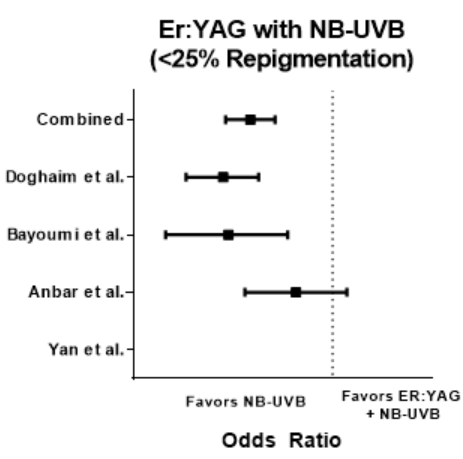 Er:YAG with NB-UVB
(<25% Repigmentation)
Combined
Doghaim et al.
Bayoumi et al.
Anbar et al.
Yan et al.
Favors NB-UVB
Favors ER:YAG
+ NB-UVB
Odds Ratio